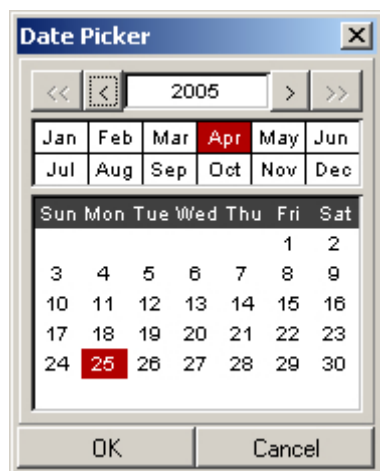 Date Picker
<< < 2005 > >>
Jan Feb Mar Apr May Jun
Jul Aug Sep Oct Nov Dec
Sun Mon Tue Wed Thu Fri Sat
1 2
3 4 5 6 7 8 9
10 11 12 13 14 15 16
17 18 19 20 21 22 23
24 25 26 27 28 29 30
OK Cancel